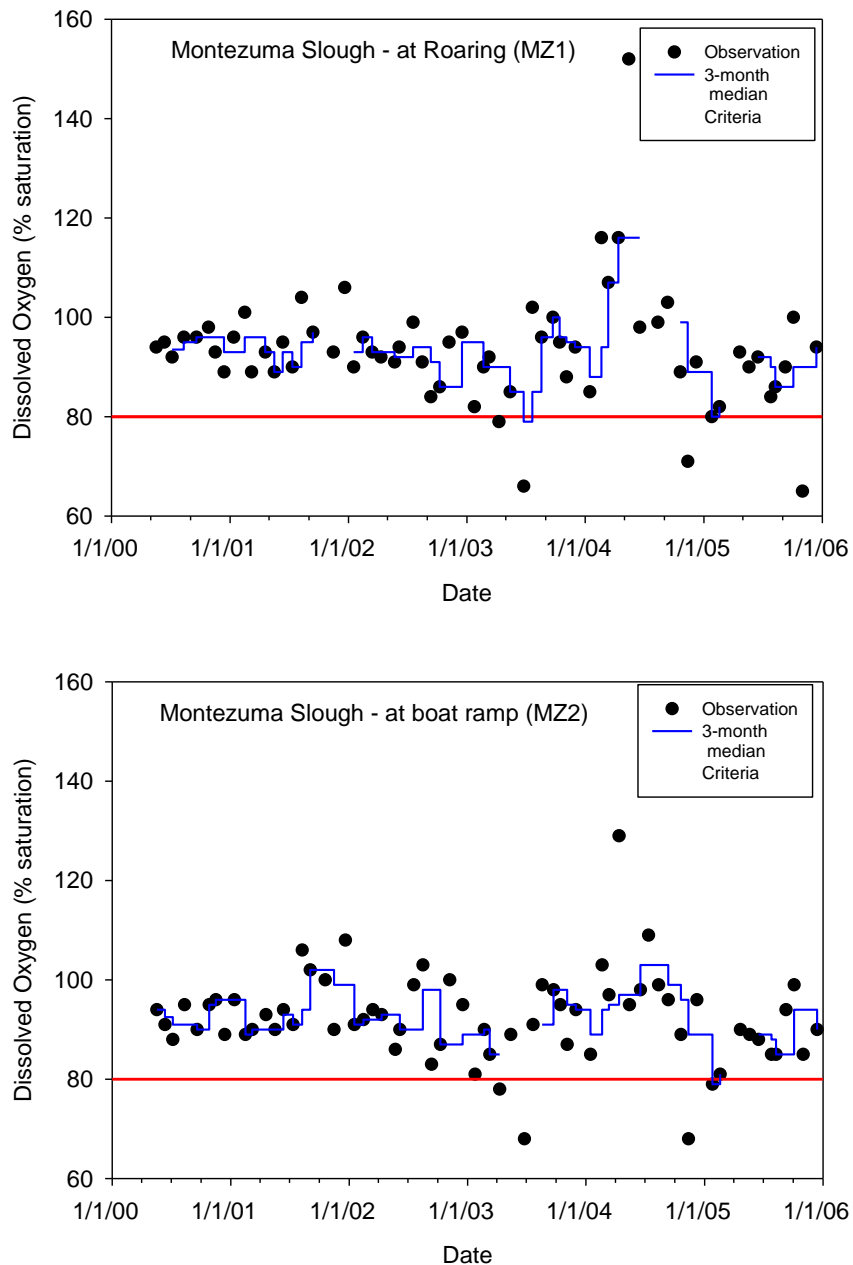 Montezuma Slough - at Roaring (MZ1)
Observation
3-month
median
Criteria
Dissolved Oxygen (% saturation)
160
140
120
100
80
60
1/1/00 1/1/01 1/1/02 1/1/03 1/1/04 1/1/05 1/1/06
Date
Montezuma Slough - at boat ramp (MZ2)
Observation
3-month
median
Criteria
Dissolved Oxygen (% saturation)
160
140
120
100
80
60
1/1/00 1/1/01 1/1/02 1/1/03 1/1/04 1/1/05 1/1/06
Date